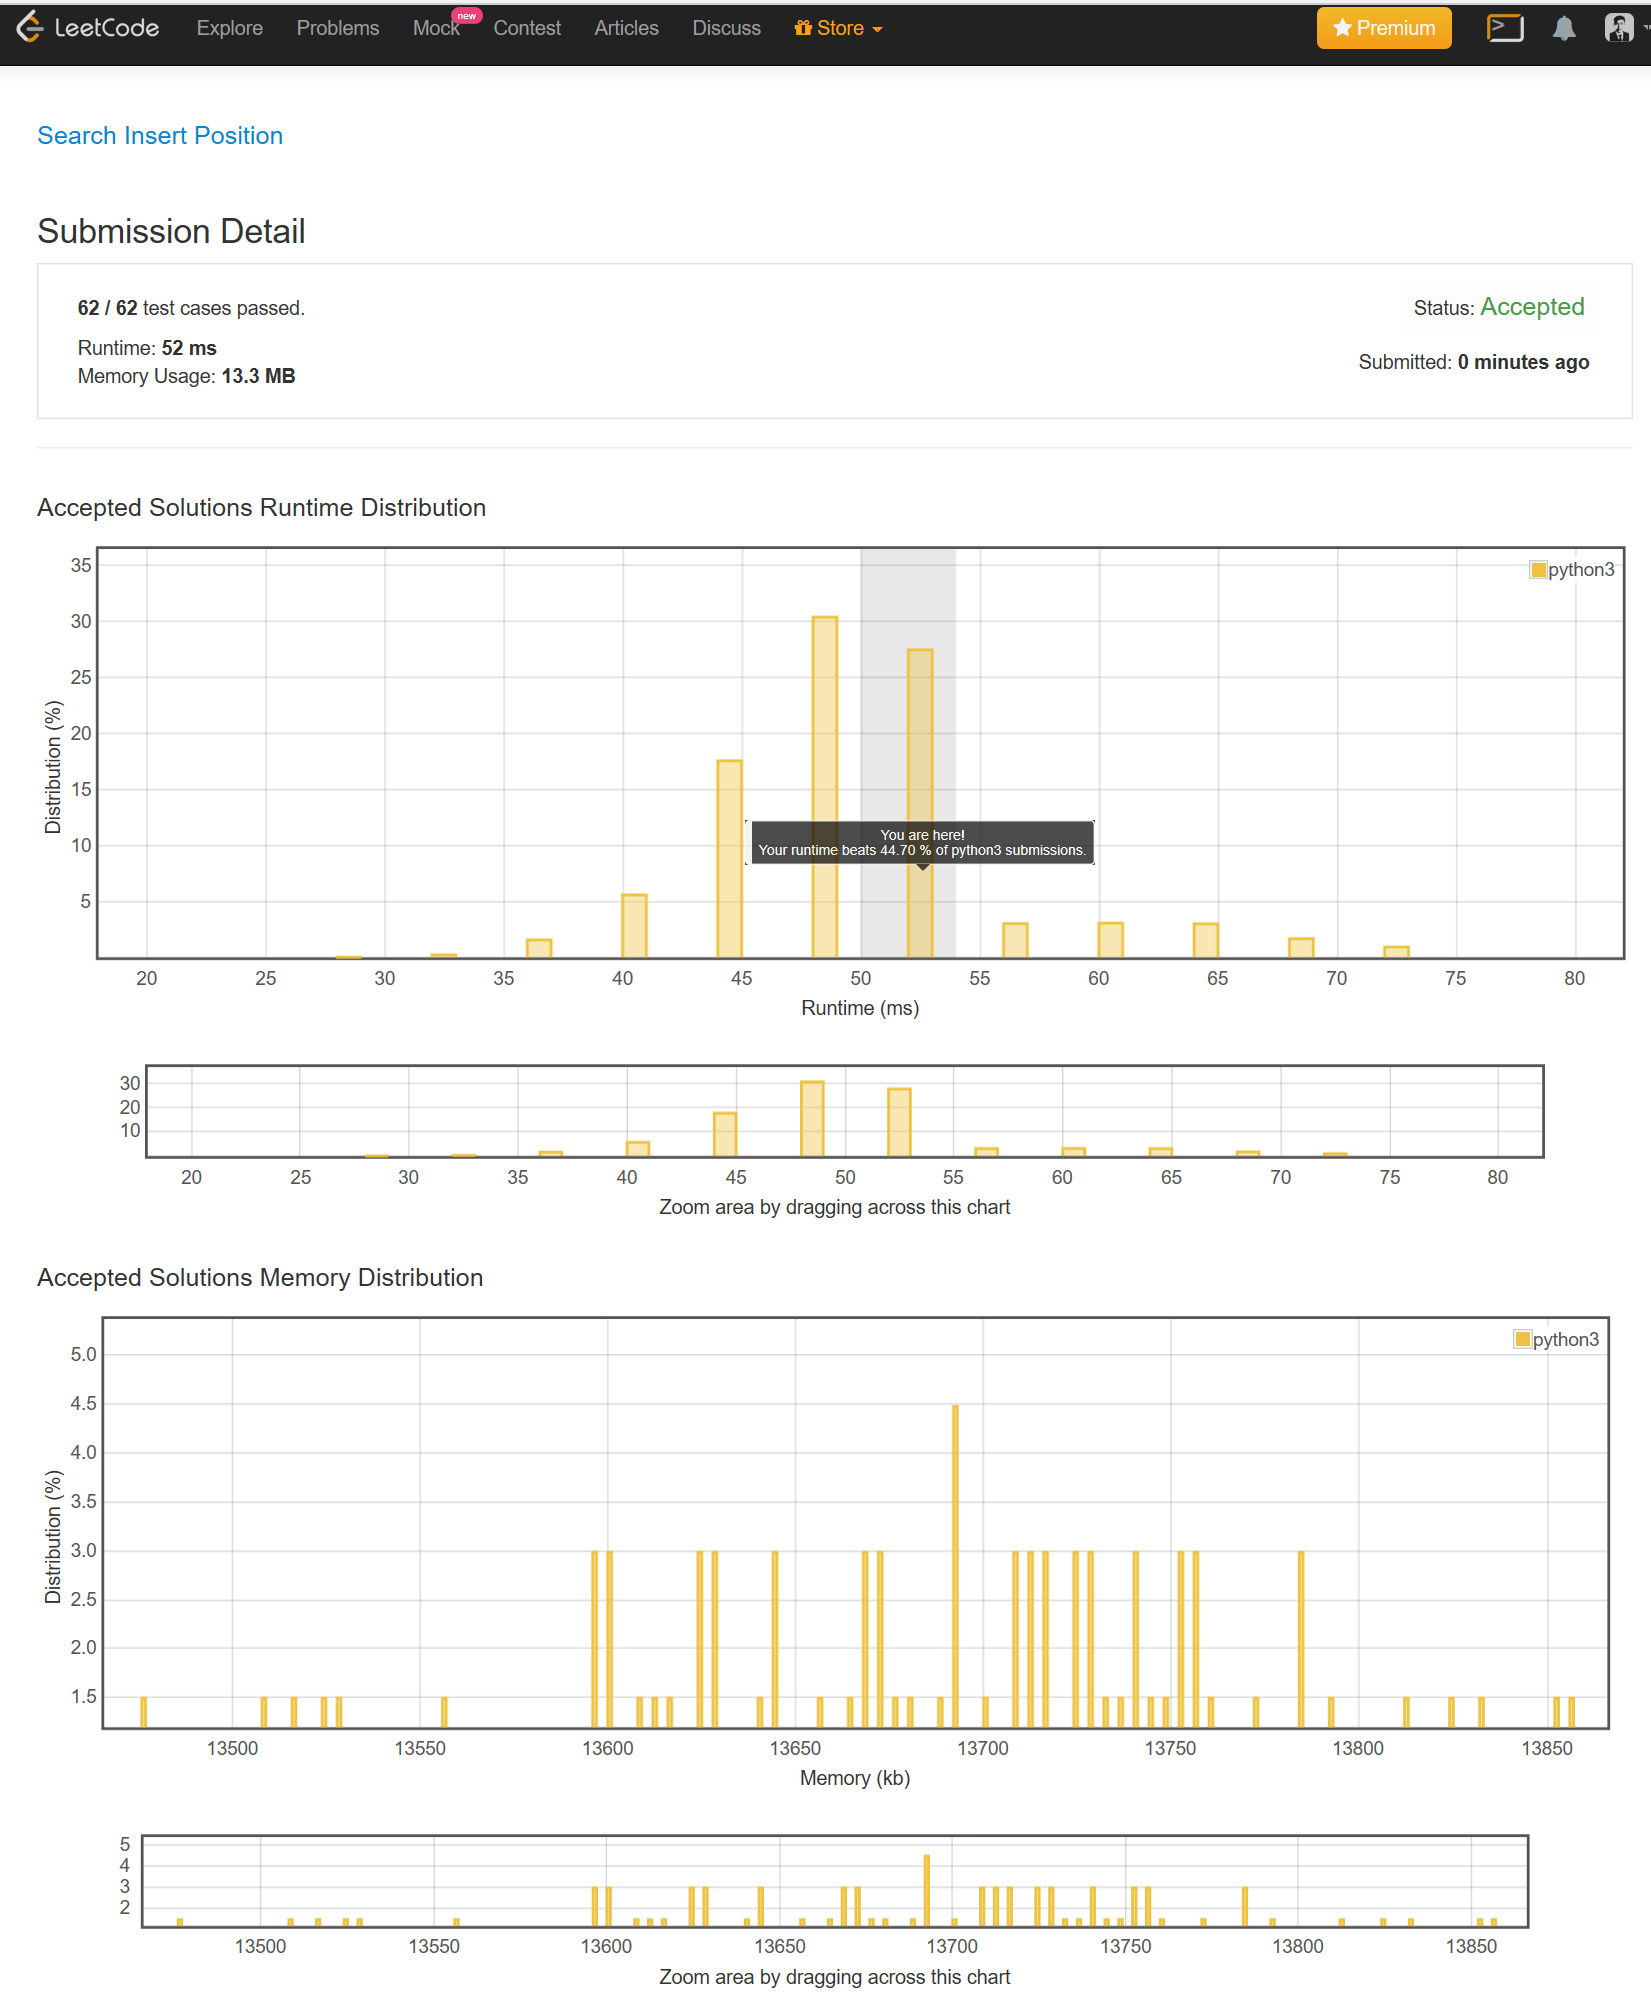 LeetCode Explore Problems Mock new Contest Articles Discuss Store Premium
Search Insert Position
Submission Detail
62 / 62 test cases passed.
Status: Accepted
Runtime: 52 ms
Submitted: 0 minutes ago
Memory Usage: 13.3 MB
Accepted Solutions Runtime Distribution
python3
35
30
25
20
15
10
5
Distribution (%)
You are here!
Your runtime beats 44.70 % of python3 submissions.
20 25 30 35 40 45 50 55 60 65 70 75 80
Runtime (ms)
30
20
10
20 25 30 35 40 45 50 55 60 65 70 75 80
Zoom area by dragging across this chart
Accepted Solutions Memory Distribution
python3
5.0
4.5
4.0
3.5
3.0
2.5
2.0
1.5
Distribution (%)
13500 13550 13600 13650 13700 13750 13800 13850
Memory (kb)
5
4
3
2
13500 13550 13600 13650 13700 13750 13800 13850
Zoom area by dragging across this chart